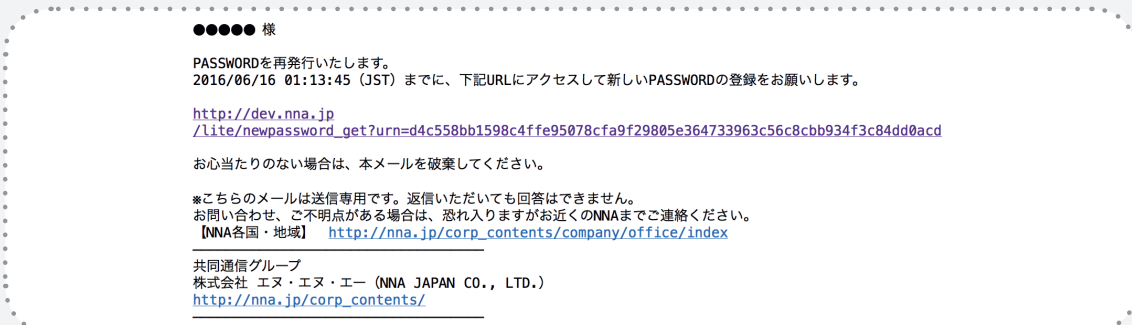 ●●●●● 様
PASSWORDを再発行いたします。
2016/06/16 01:13:45（JST）までに、下記URLにアクセスして新しいPASSWORDの登録をお願いします。
http://dev.nna.jp
/lite/newpassword_get?urn=d4c558bb1598c4ffe95078cfa9f29805e364733963c56c8cbb934f3c84dd0acd
お心当たりのない場合は、本メールを破棄してください。
※こちらのメールは送信専用です。返信いただいても回答はできません。
お問い合わせ、ご不明点がある場合は、恐れ入りますがお近くのNNAまでご連絡ください。
【NNA各国・地域】　http://nna.jp/corp_contents/company/office/index
共同通信グループ
株式会社 エヌ・エヌ・エー（NNA JAPAN CO., LTD.）
http://nna.jp/corp_contents/